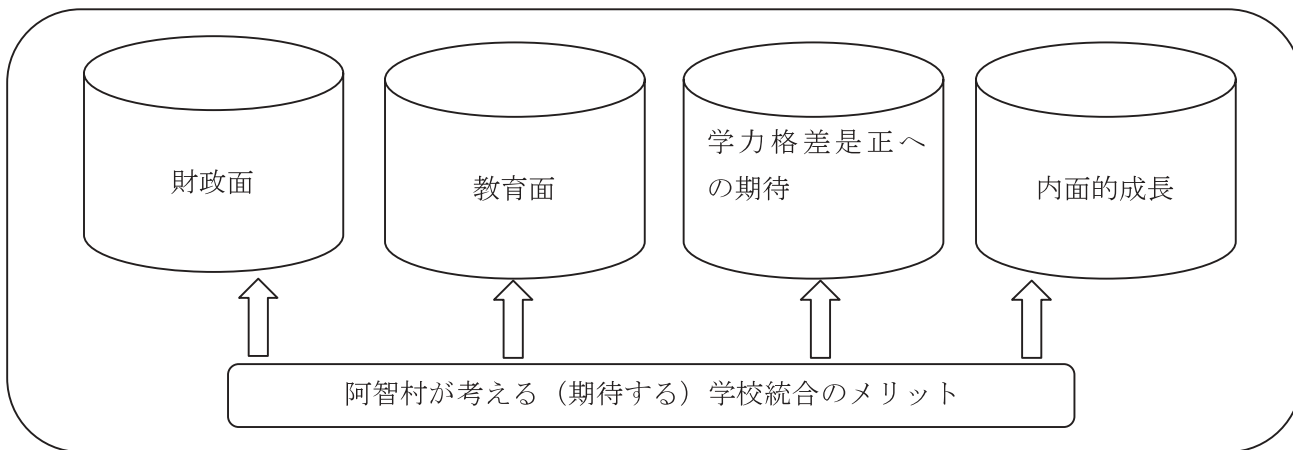 財政面
教育面
学力格差是正へ
の期待
内面的成長
阿智村が考える（期待する）学校統合のメリット